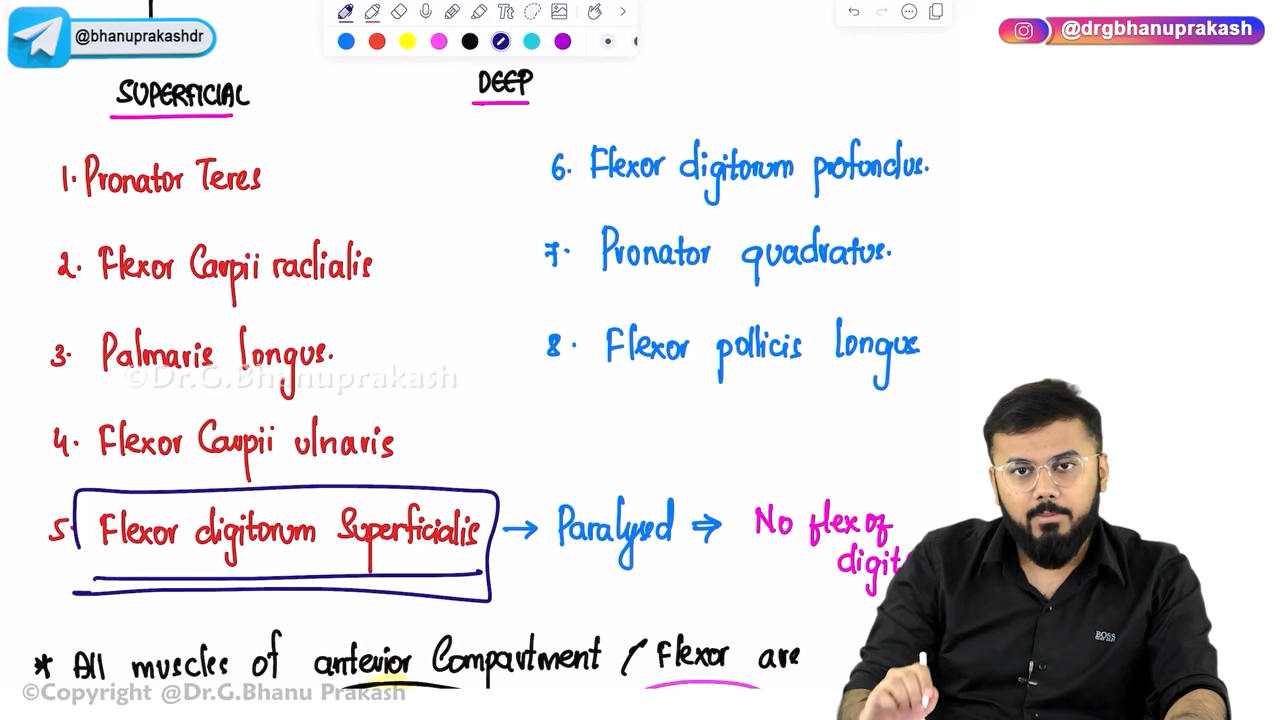 @bhanuprakashdr
Tt
@drgbhanuprakash
SUPERFICIAL
DEEP
1. Pronator Teres
2. Flexor Carpii radialis
3. Palmaris longus.
©Dr.G.Bhanuprakash
4. Flexor Carpii ulnaris
5. Flexor digitorum Superficialis → Paralysed ⇒ No flex of
digit
6. Flexor digitorum profundus.
7. Pronator quadratus.
8. Flexor pollicis longus
BOSS
* All muscles of anterior Compartment / Flexor are
©Copyright @Dr.G.Bhanu Prakash